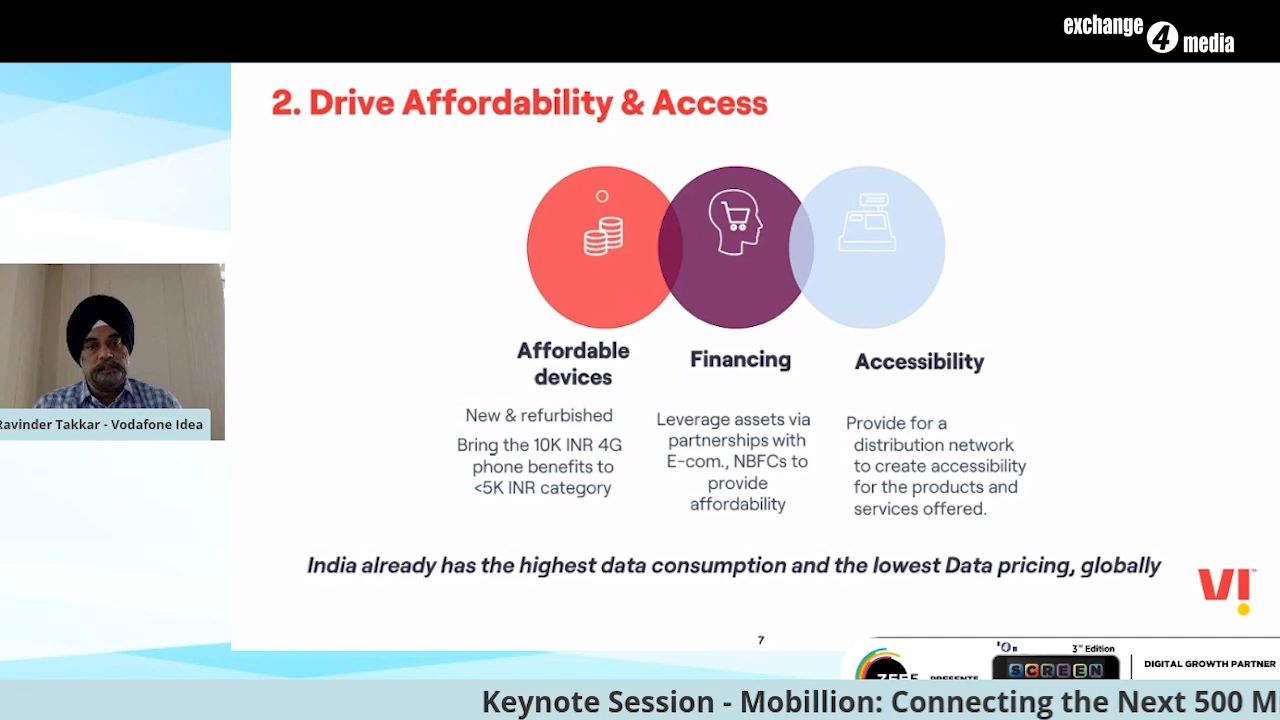 exchange
4
media
2. Drive Affordability & Access
Affordable
devices
New & refurbished
Bring the 10K INR 4G
phone benefits to
<5K INR category
Financing
Leverage assets via
partnerships with
E-com., NBFCs to
provide
affordability
Accessibility
Provide for a
distribution network
to create accessibility
for the products and
services offered.
India already has the highest data consumption and the lowest Data pricing, globally
VI
7
Ravinder Takkar - Vodafone Idea
3rd Edition
SCREEN
DIGITAL GROWTH PARTNER
Keynote Session - Mobillion: Connecting the Next 500 M